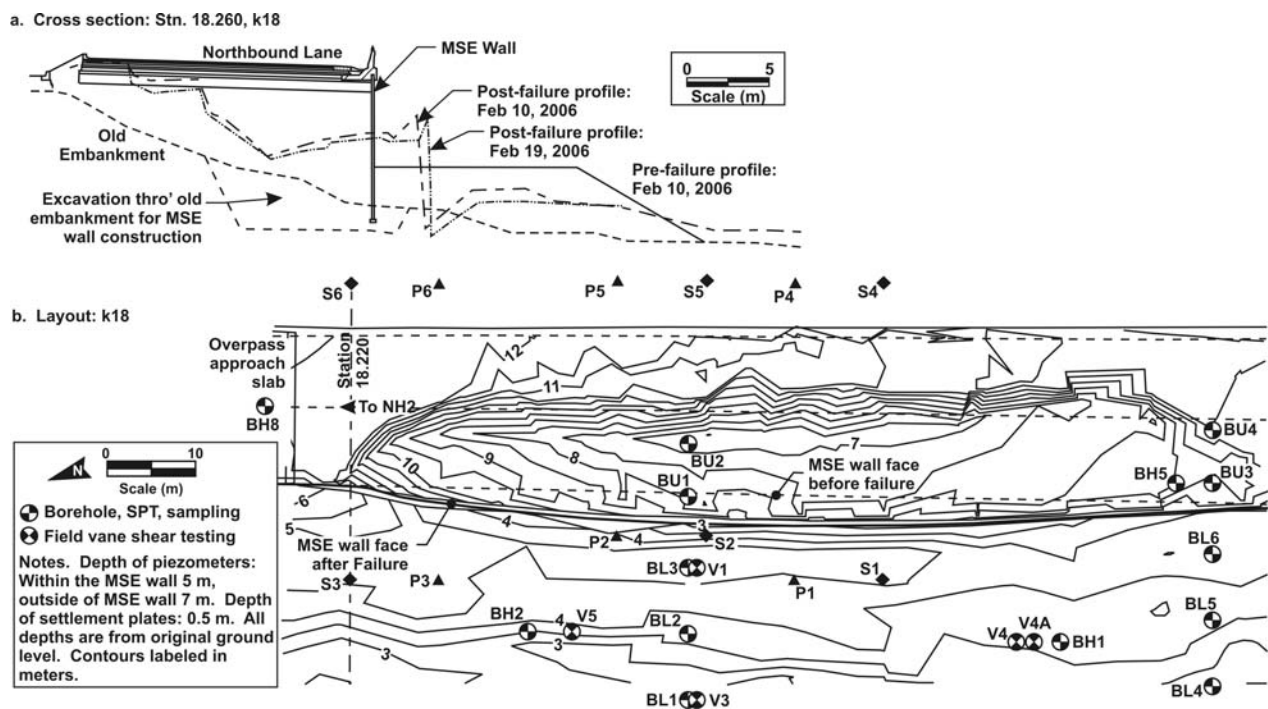 a. Cross section: Stn. 18.260, k18
Northbound Lane
MSE Wall
0 5
Scale (m)
Post-failure profile:
Feb 10, 2006
Post-failure profile:
Feb 19, 2006
Old
Embankment
Pre-failure profile:
Feb 10, 2006
Excavation thro' old
embankment for MSE
wall construction
S6 P6 P5 S5 P4 S4
b. Layout: k18
Overpass
approach
slab
Station
18.220
12
11
To NH2
BH8
7
BU4
BU2
10 9 8
MSE wall face
before failure
BU1
BH5 BU3
N
0 10
Scale (m)
Borehole, SPT, sampling
Field vane shear testing
Notes. Depth of piezometers:
Within the MSE wall 5 m,
outside of MSE wall 7 m. Depth
of settlement plates: 0.5 m. All
depths are from original ground
level. Contours labeled in
meters.
6
5
4
3
4
MSE wall face
after Failure
P2 S2
BL6
S3 P3
BL3 V1
P1 S1
BH2 4 V5 BL2
3
3
V4 V4A BH1
BL5
BL1 V3
BL4